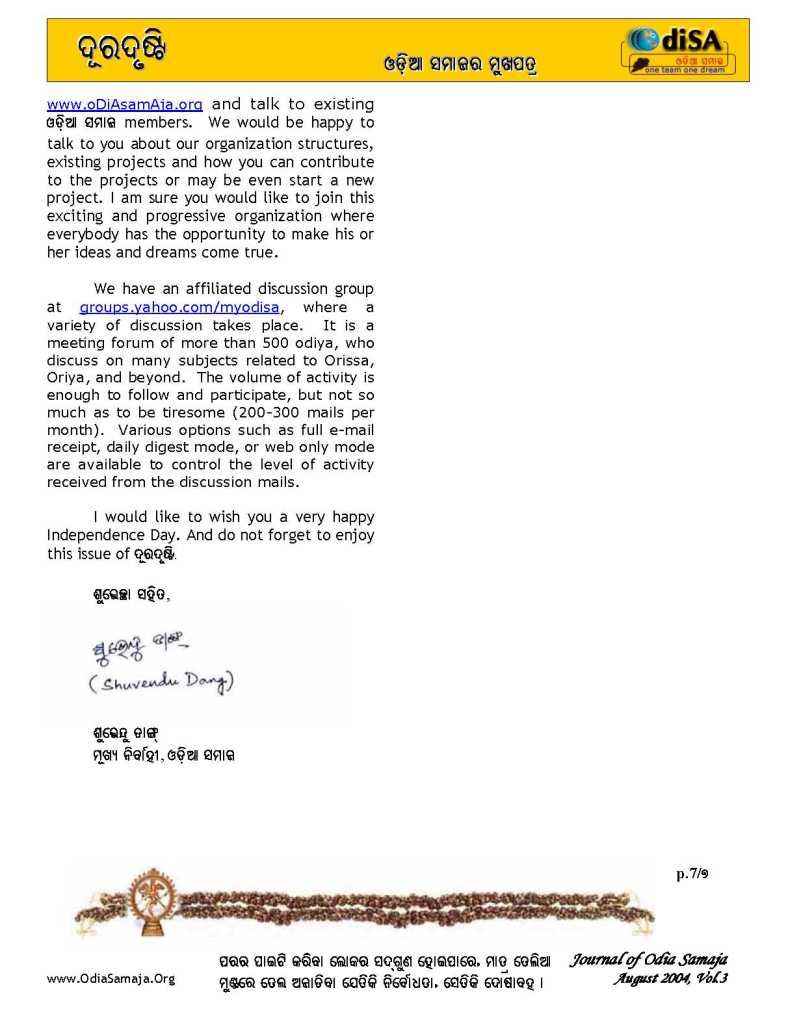 ଦୂରଦୃଷ୍ଟି
ଓଡ଼ିଆ ସମାଜର ମୁଖପତ୍ର
OdiSA
ଓଡ଼ିଆ ସମାଜ
one team one dream
www.oDiAsamAja.org and talk to existing
ଓଡ଼ିଆ ସମାଜ members. We would be happy to
talk to you about our organization structures,
existing projects and how you can contribute
to the projects or may be even start a new
project. I am sure you would like to join this
exciting and progressive organization where
everybody has the opportunity to make his or
her ideas and dreams come true.
We have an affiliated discussion group
at groups.yahoo.com/myodisa, where a
variety of discussion takes place. It is a
meeting forum of more than 500 odiya, who
discuss on many subjects related to Orissa,
Oriya, and beyond. The volume of activity is
enough to follow and participate, but not so
much as to be tiresome (200-300 mails per
month). Various options such as full e-mail
receipt, daily digest mode, or web only mode
are available to control the level of activity
received from the discussion mails.
I would like to wish you a very happy
Independence Day. And do not forget to enjoy
this issue of ଦୂରଦୃଷ୍ଟି.
ଶୁଭେଚ୍ଛା ସହିତ,
ଶୁଭେନ୍ଦୁ ଡାଙ୍ଗ୍
(Shuvendu Dang)
ଶୁଭେନ୍ଦୁ ଡାଙ୍ଗ୍
ମୂଖ୍ୟ ନିର୍ବାହୀ, ଓଡ଼ିଆ ସମାଜ
p.7/୭
ପରର ପାଇଟି କରିବା ଲୋକର ସଦ୍‌ଗୁଣ ହୋଇପାରେ, ମାତ୍ର ତେଲିଆ
ମୁଣ୍ଡରେ ତେଲ ଅଜାଡିବା ଯେତିକି ନିର୍ବୋଧତା, ସେତିକି ଦୋଷାବହ ।
Journal of Odia Samaja
August 2004, Vol.3
www.OdiaSamaja.Org